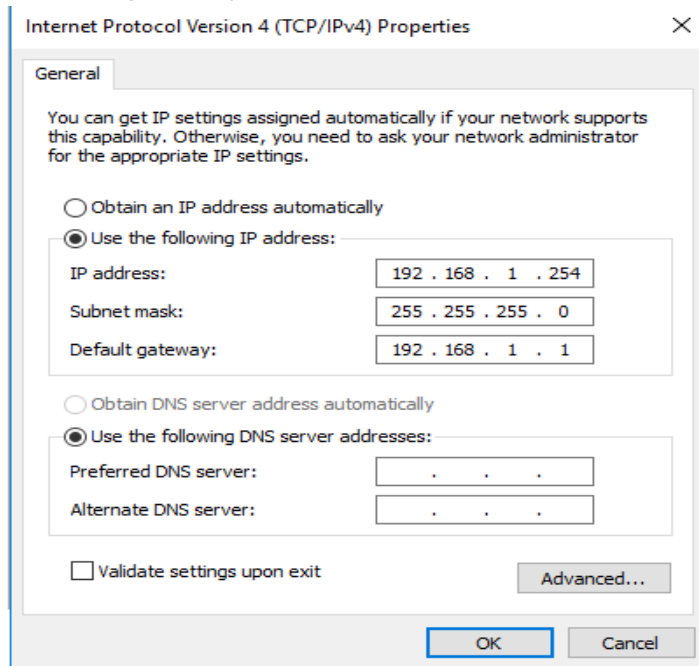 Internet Protocol Version 4 (TCP/IPv4) Properties
General
You can get IP settings assigned automatically if your network supports
this capability. Otherwise, you need to ask your network administrator
for the appropriate IP settings.
Obtain an IP address automatically
Use the following IP address:
IP address: 192 . 168 . 1 . 254
Subnet mask: 255 . 255 . 255 . 0
Default gateway: 192 . 168 . 1 . 1
Obtain DNS server address automatically
Use the following DNS server addresses:
Preferred DNS server: . . .
Alternate DNS server: . . .
Validate settings upon exit
Advanced...
OK Cancel